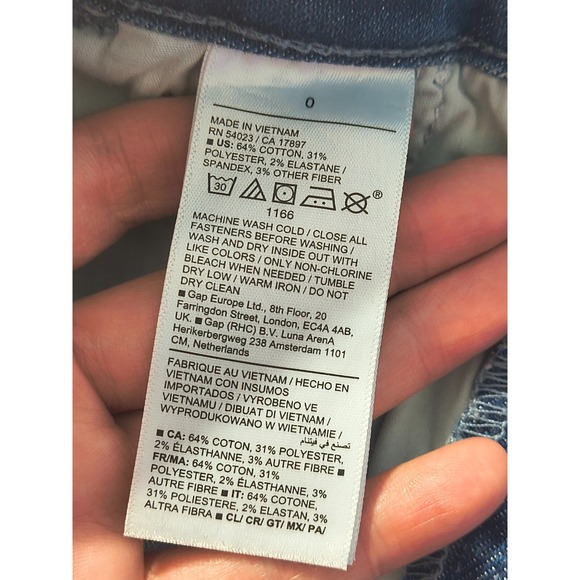 0
MADE IN VIETNAM
RN 54023 / CA 17897
■ US: 64% COTTON, 31%
POLYESTER, 2% ELASTANE /
SPANDEX, 3% OTHER FIBER
30 ®
1166
MACHINE WASH COLD / CLOSE ALL
FASTENERS BEFORE WASHING /
WASH AND DRY INSIDE OUT WITH
LIKE COLORS / ONLY NON-CHLORINE
BLEACH WHEN NEEDED / TUMBLE
DRY LOW / WARM IRON / DO NOT
DRY CLEAN
■ Gap Europe Ltd., 8th Floor, 20
Farringdon Street, London, EC4A 4AB,
UK. ■ Gap (RHC) B.V. Luna ArenA
Herikerbergweg 238 Amsterdam 1101
CM, Netherlands
FABRIQUE AU VIETNAM / HECHO EN
VIETNAM CON INSUMOS
IMPORTADOS / VYROBENO VE
VIETNAMU / DIBUAT DI VIETNAM /
WYPRODUKOWANO W WIETNAMIE /
تصنع في فيتنام
■ CA: 64% COTON, 31% POLYESTER,
2% ÉLASTHANNE, 3% AUTRE FIBRE ■
FR/MA: 64% COTON, 31%
POLYESTER, 2% ÉLASTHANNE, 3%
AUTRE FIBRE ■ IT: 64% COTONE,
31% POLIESTERE, 2% ELASTAN, 3%
ALTRA FIBRA ■ CL/ CR/ GT/ MX/ PA/